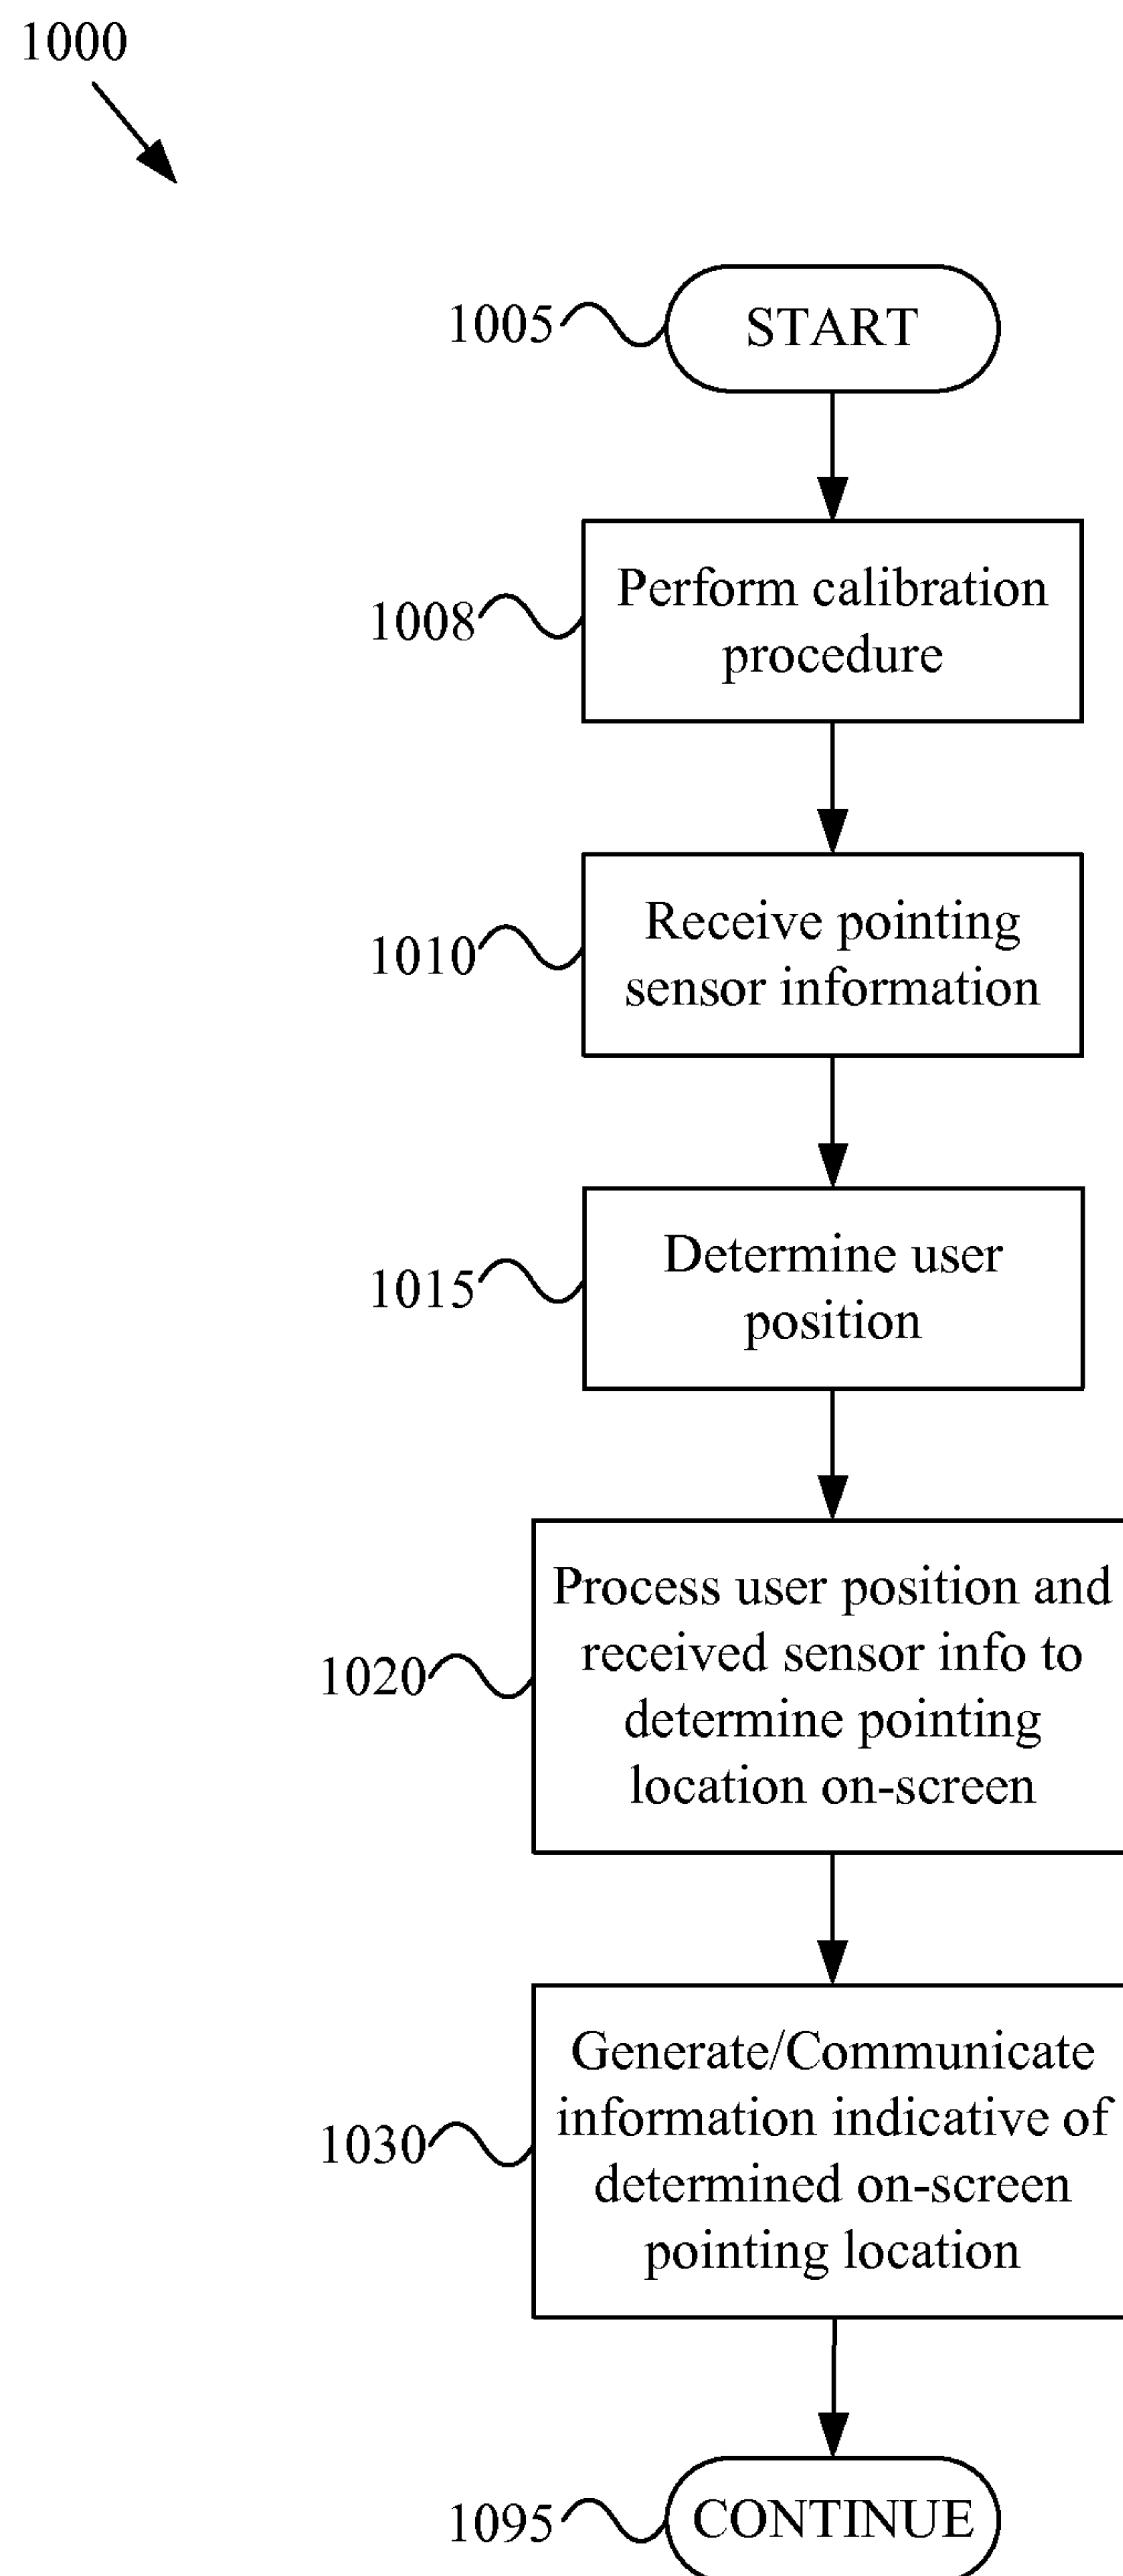 1000
1005
START
1008
Perform calibration
procedure
1010
Receive pointing
sensor information
1015
Determine user
position
1020
Process user position and
received sensor info to
determine pointing
location on-screen
1030
Generate/Communicate
information indicative of
determined on-screen
pointing location
1095
CONTINUE